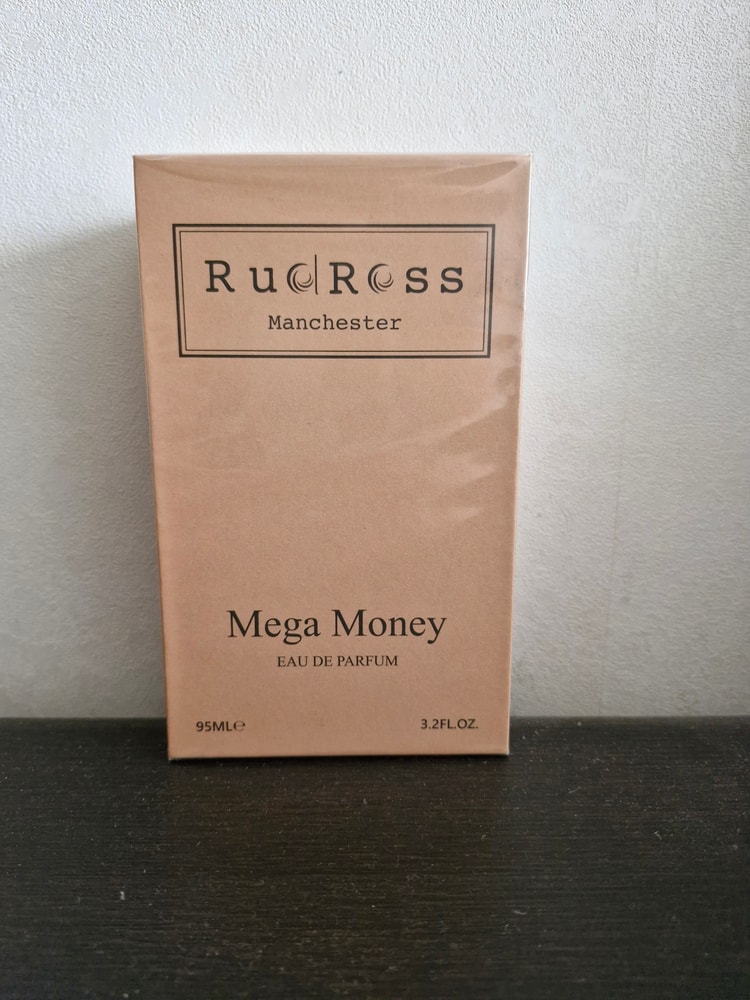 RudRoss
Manchester
Mega Money
EAU DE PARFUM
95ML℮
3.2FL.OZ.